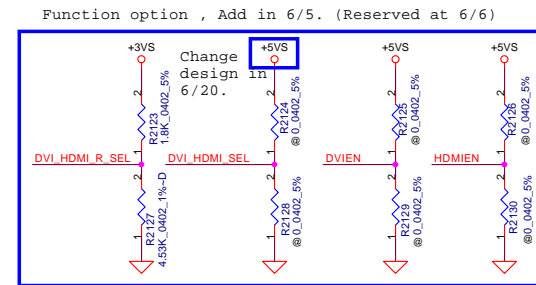 Function option , Add in 6/5. (Reserved at 6/6)
+3VS
+5VS
+5VS
+5VS
Change
design in
6/20.
2
R2123
1.8K_0402_5%
1
2
R2124
@ 0_0402_5%
1
2
R2125
@ 0_0402_5%
1
2
R2126
@ 0_0402_5%
1
DVI_HDMI_R_SEL
DVI_HDMI_SEL
DVIEN
HDMIEN
2
R2127
4.53K_0402_1%~D
1
2
R2128
@ 0_0402_5%
1
2
R2129
@ 0_0402_5%
1
2
R2130
@ 0_0402_5%
1